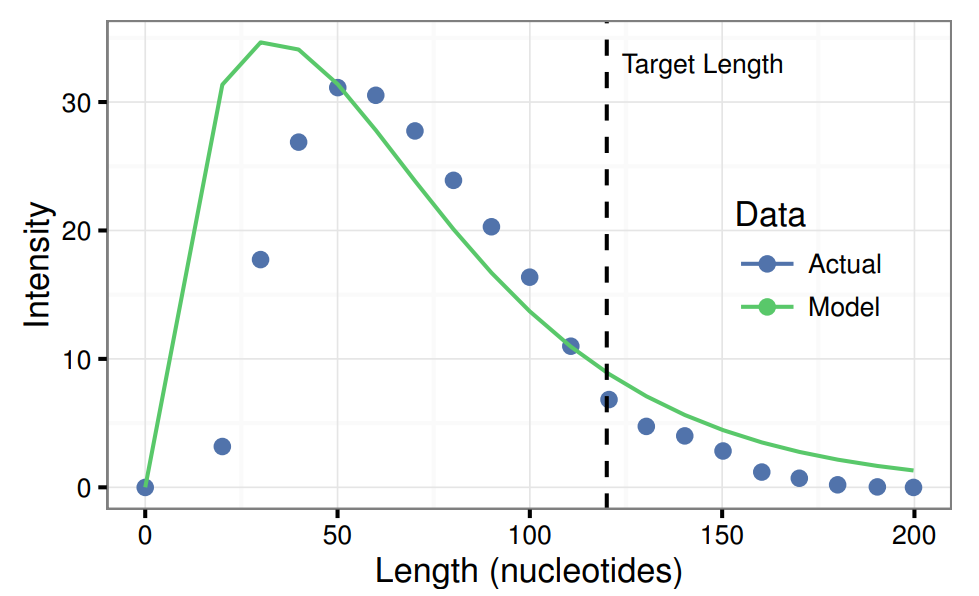 Target Length
Data
Actual
Model
Intensity
30
20
10
0
0 50 100 150 200
Length (nucleotides)